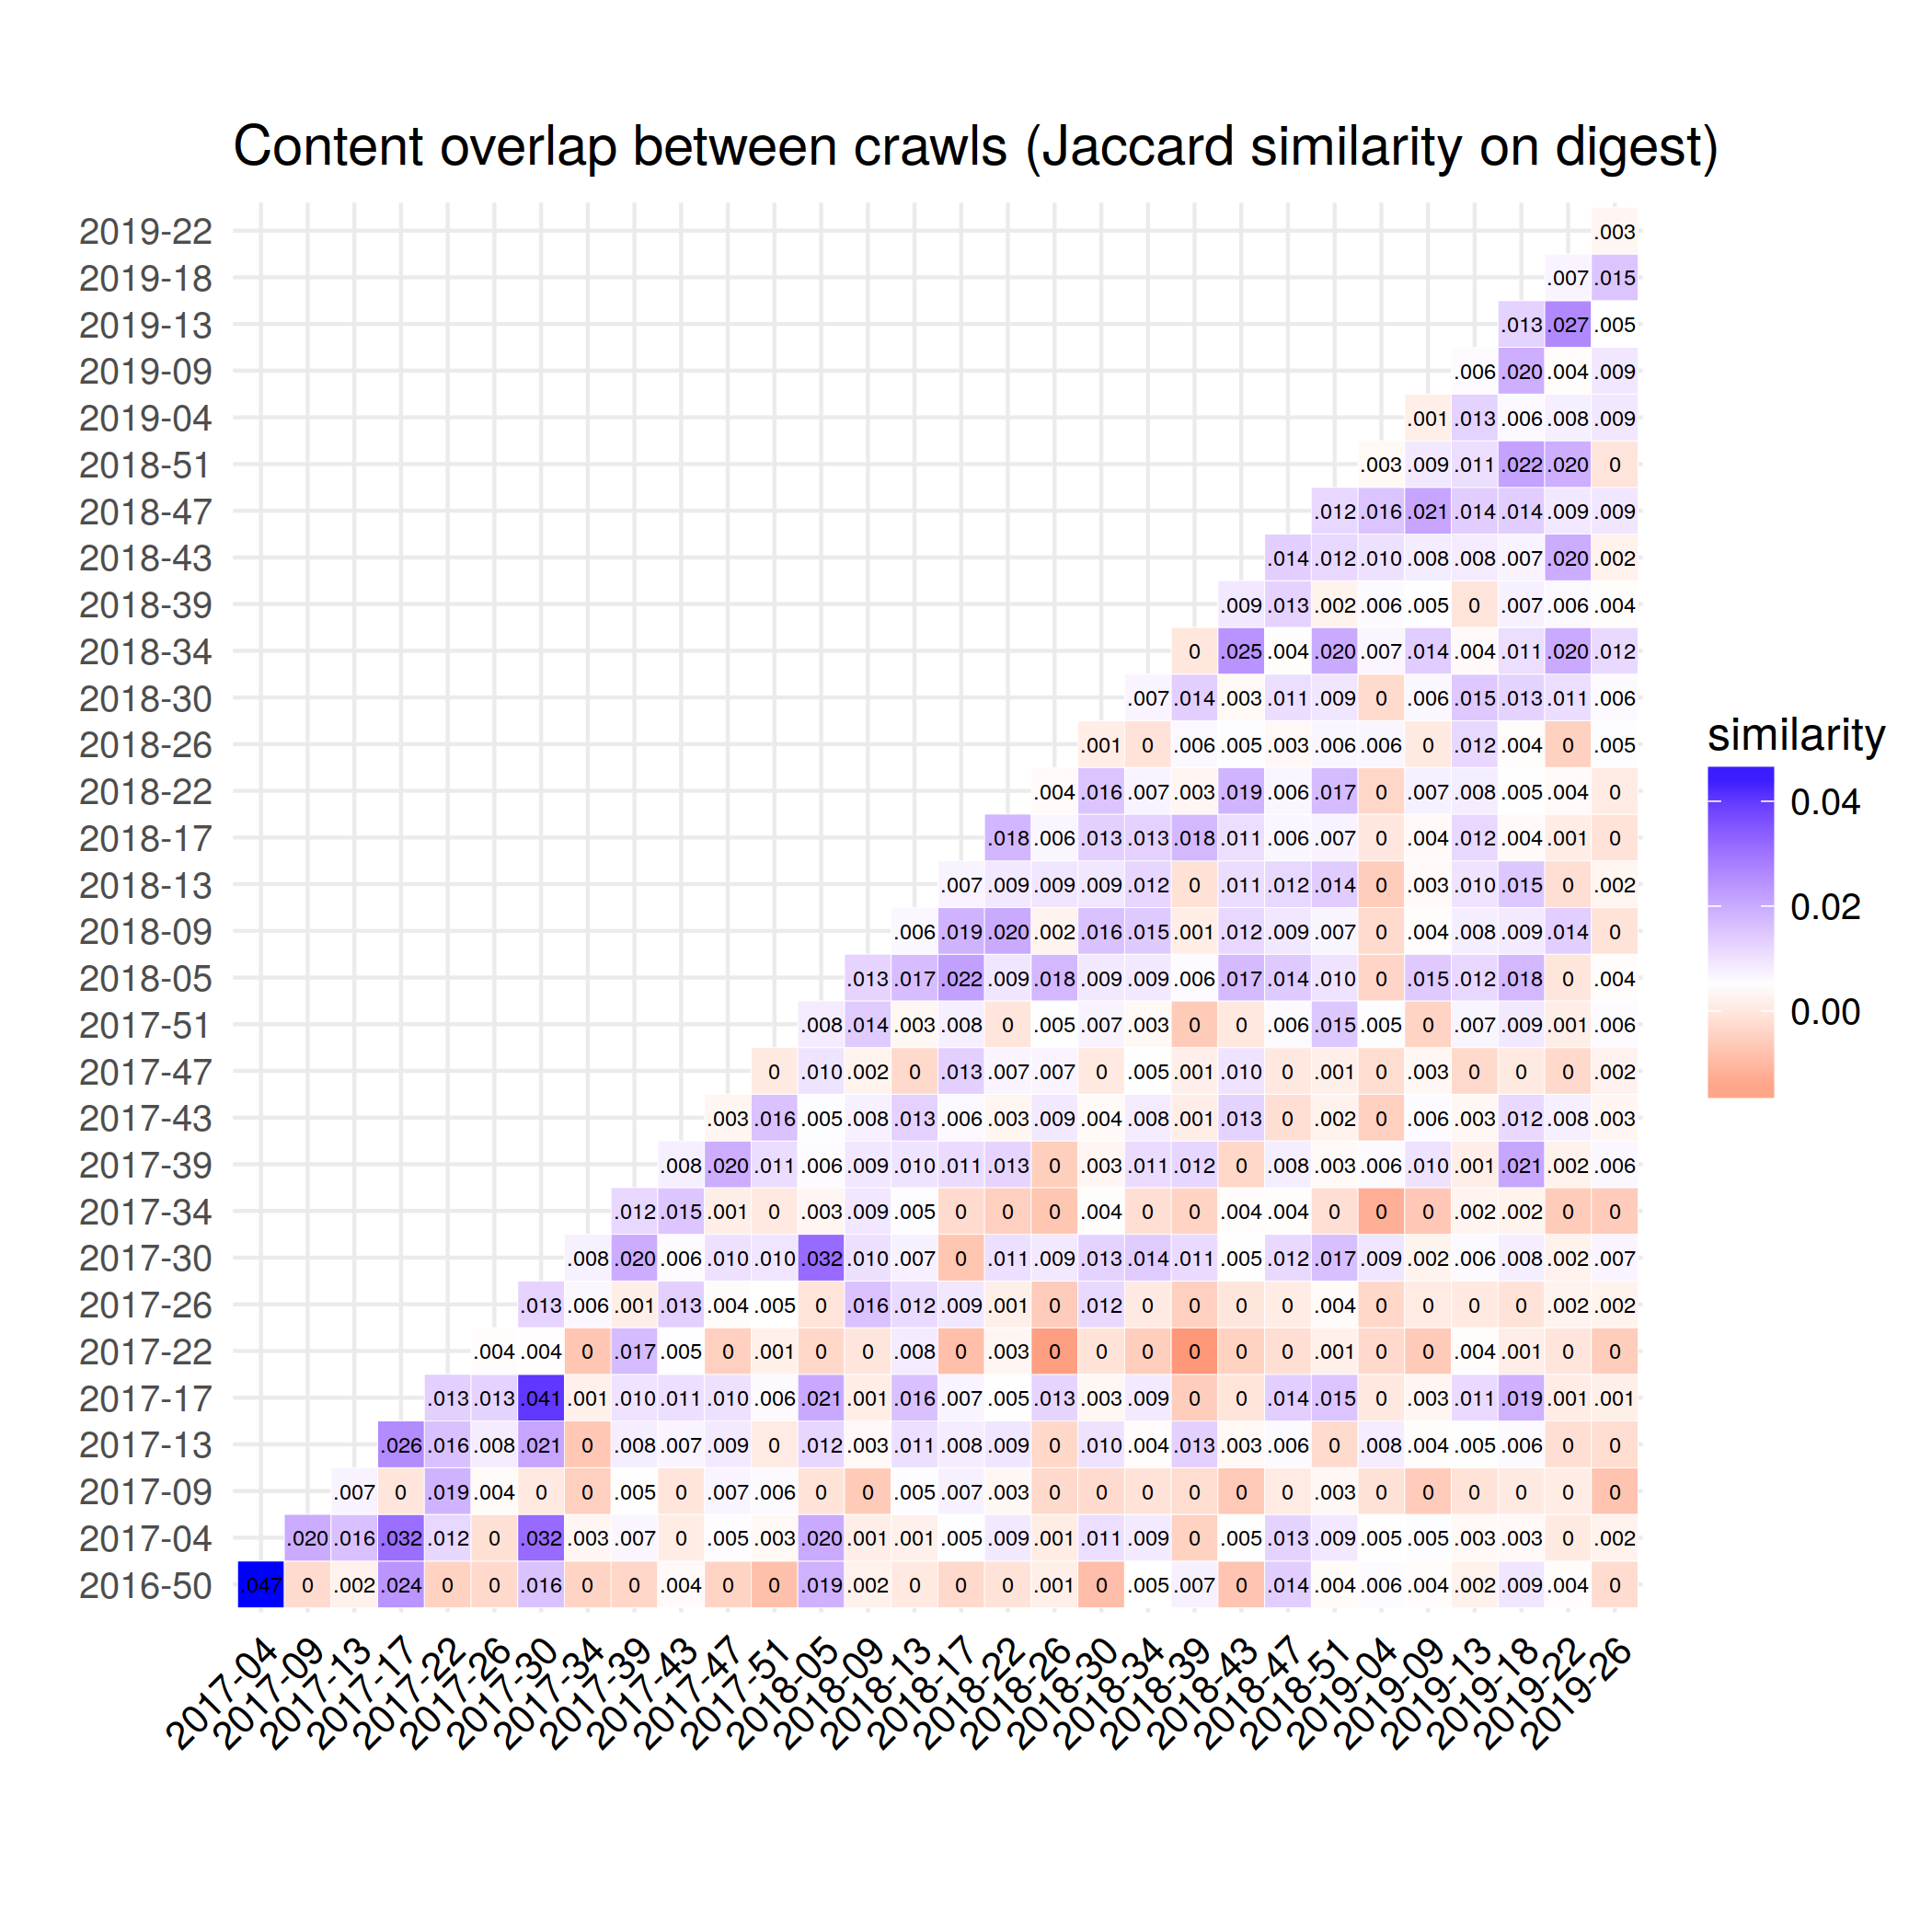 Content overlap between crawls (Jaccard similarity on digest)
2019-22 .003
2019-18 .007 .015
2019-13 .013 .027 .005
2019-09 .006 .020 .004 .009
2019-04 .001 .013 .006 .008 .009
2018-51 .003 .009 .011 .022 .020 0
2018-47 .012 .016 .021 .014 .014 .009 .009
2018-43 .014 .012 .010 .008 .008 .007 .020 .002
2018-39 .009 .013 .002 .006 .005 0 .007 .006 .004
2018-34 0 .025 .004 .020 .007 .014 .004 .011 .020 .012
2018-30 .007 .014 .003 .011 .009 0 .006 .015 .013 .011 .006
2018-26 .001 0 .006 .005 .003 .006 .006 0 .012 .004 0 .005
2018-22 .004 .016 .007 .003 .019 .006 .017 0 .007 .008 .005 .004 0
2018-17 .018 .006 .013 .013 .018 .011 .006 .007 0 .004 .012 .004 .001 0
2018-13 .007 .009 .009 .009 .012 0 .011 .012 .014 0 .003 .010 .015 0 .002
2018-09 .006 .019 .020 .002 .016 .015 .001 .012 .009 .007 0 .004 .008 .009 .014 0
2018-05 .013 .017 .022 .009 .018 .009 .009 .006 .017 .014 .010 0 .015 .012 .018 0 .004
2017-51 .008 .014 .003 .008 0 .005 .007 .003 0 0 .006 .015 .005 0 .007 .009 .001 .006
2017-47 0 .010 .002 0 .013 .007 .007 0 .005 .001 .010 0 .001 0 .003 0 0 0 .002
2017-43 .003 .016 .005 .008 .013 .006 .003 .009 .004 .008 .001 .013 0 .002 0 .006 .003 .012 .008 .003
2017-39 .008 .020 .011 .006 .009 .010 .011 .013 0 .003 .011 .012 0 .008 .003 .006 .010 .001 .021 .002 .006
2017-34 .012 .015 .001 0 .003 .009 .005 0 0 0 .004 0 0 .004 .004 0 0 0 .002 .002 0 0
2017-30 .008 .020 .006 .010 .010 .032 .010 .007 0 .011 .009 .013 .014 .011 .005 .012 .017 .009 .002 .006 .008 .002 .007
2017-26 .013 .006 .001 .013 .004 .005 0 .016 .012 .009 .001 0 .012 0 0 0 0 .004 0 0 0 0 .002 .002
2017-22 .004 .004 0 .017 .005 0 .001 0 0 .008 0 .003 0 0 0 0 0 0 .001 0 0 .004 .001 0 0
2017-17 .013 .013 .041 .001 .010 .011 .010 .006 .021 .001 .016 .007 .005 .013 .003 .009 0 0 .014 .015 0 .003 .011 .019 .001 .001
2017-13 .026 .016 .008 .021 0 .008 .007 .009 0 .012 .003 .011 .008 .009 0 .010 .004 .013 .003 .006 0 .008 .004 .005 .006 0 0
2017-09 .007 0 .019 .004 0 0 .005 0 .007 .006 0 0 .005 .007 .003 0 0 0 0 0 0 .003 0 0 0 0 0 0
2017-04 .020 .016 .032 .012 0 .032 .003 .007 0 .005 .003 .020 .001 .001 .005 .009 .001 .011 .009 0 .005 .013 .009 .005 .005 .003 .003 0 .002
2016-50 .047 0 .002 .024 0 0 .016 0 0 .004 0 0 .019 .002 0 0 0 .001 0 .005 .007 0 .014 .004 .006 .004 .002 .009 .004 0
2017-04 2017-09 2017-13 2017-17 2017-22 2017-26 2017-30 2017-34 2017-39 2017-43 2017-47 2017-51 2018-05 2018-09 2018-13 2018-17 2018-22 2018-26 2018-30 2018-34 2018-39 2018-43 2018-47 2018-51 2019-04 2019-09 2019-13 2019-18 2019-22 2019-26
similarity
0.04
0.02
0.00